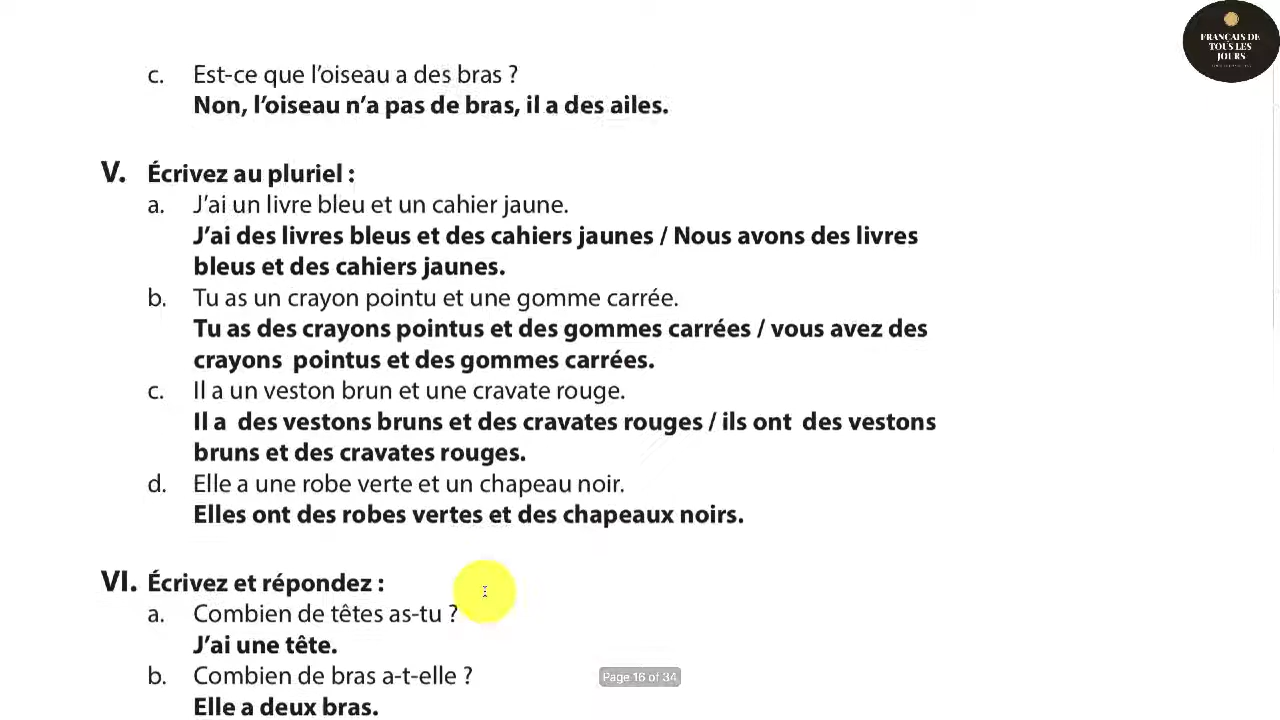 FRANÇAIS DE
TOUS LES
JOURS
c. Est-ce que l’oiseau a des bras ?
Non, l’oiseau n’a pas de bras, il a des ailes.
V. Écrivez au pluriel :
a. J’ai un livre bleu et un cahier jaune.
J’ai des livres bleus et des cahiers jaunes / Nous avons des livres
bleus et des cahiers jaunes.
b. Tu as un crayon pointu et une gomme carrée.
Tu as des crayons pointus et des gommes carrées / vous avez des
crayons pointus et des gommes carrées.
c. Il a un veston brun et une cravate rouge.
Il a des vestons bruns et des cravates rouges / ils ont des vestons
bruns et des cravates rouges.
d. Elle a une robe verte et un chapeau noir.
Elles ont des robes vertes et des chapeaux noirs.
VI. Écrivez et répondez :
a. Combien de têtes as-tu ?
J’ai une tête.
b. Combien de bras a-t-elle ?
Elle a deux bras.
Page 16 of 34